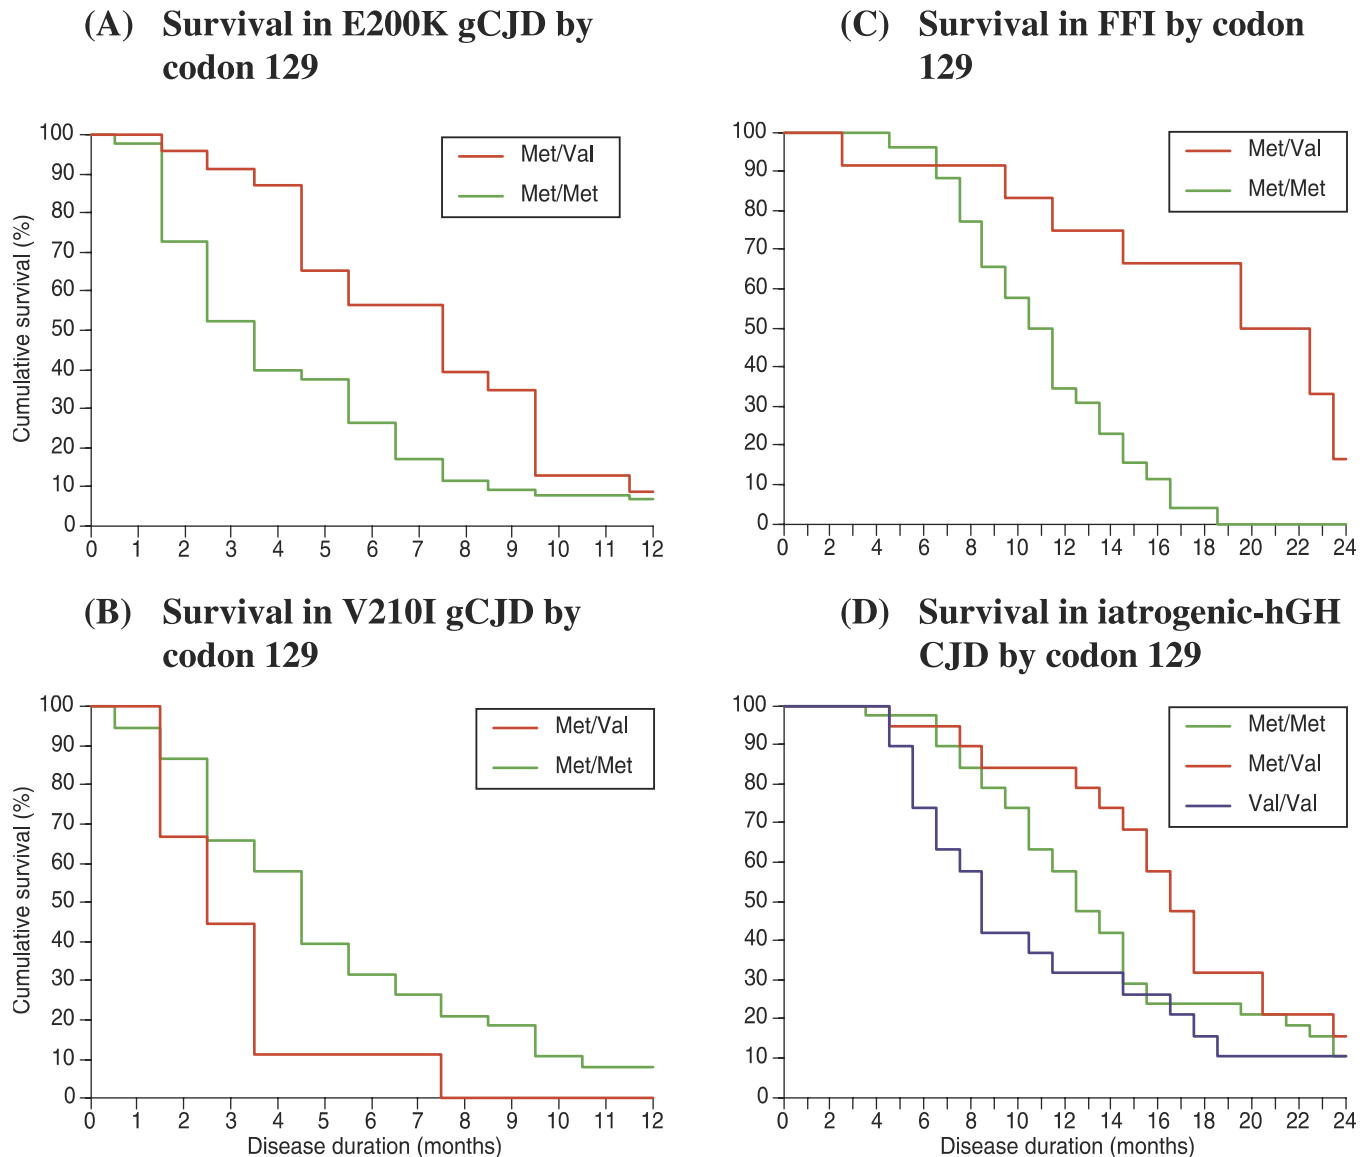 (A) Survival in E200K gCJD by
codon 129
100
90
80
70
60
50
40
30
20
10
0
Cumulative survival (%)
Met/Val
Met/Met
0 1 2 3 4 5 6 7 8 9 10 11 12
(B) Survival in V210I gCJD by
codon 129
100
90
80
70
60
50
40
30
20
10
0
Cumulative survival (%)
Met/Val
Met/Met
0 1 2 3 4 5 6 7 8 9 10 11 12
Disease duration (months)
(C) Survival in FFI by codon
129
100
90
80
70
60
50
40
30
20
10
0
Met/Val
Met/Met
0 2 4 6 8 10 12 14 16 18 20 22 24
(D) Survival in iatrogenic-hGH
CJD by codon 129
100
90
80
70
60
50
40
30
20
10
0
Met/Met
Met/Val
Val/Val
0 2 4 6 8 10 12 14 16 18 20 22 24
Disease duration (months)